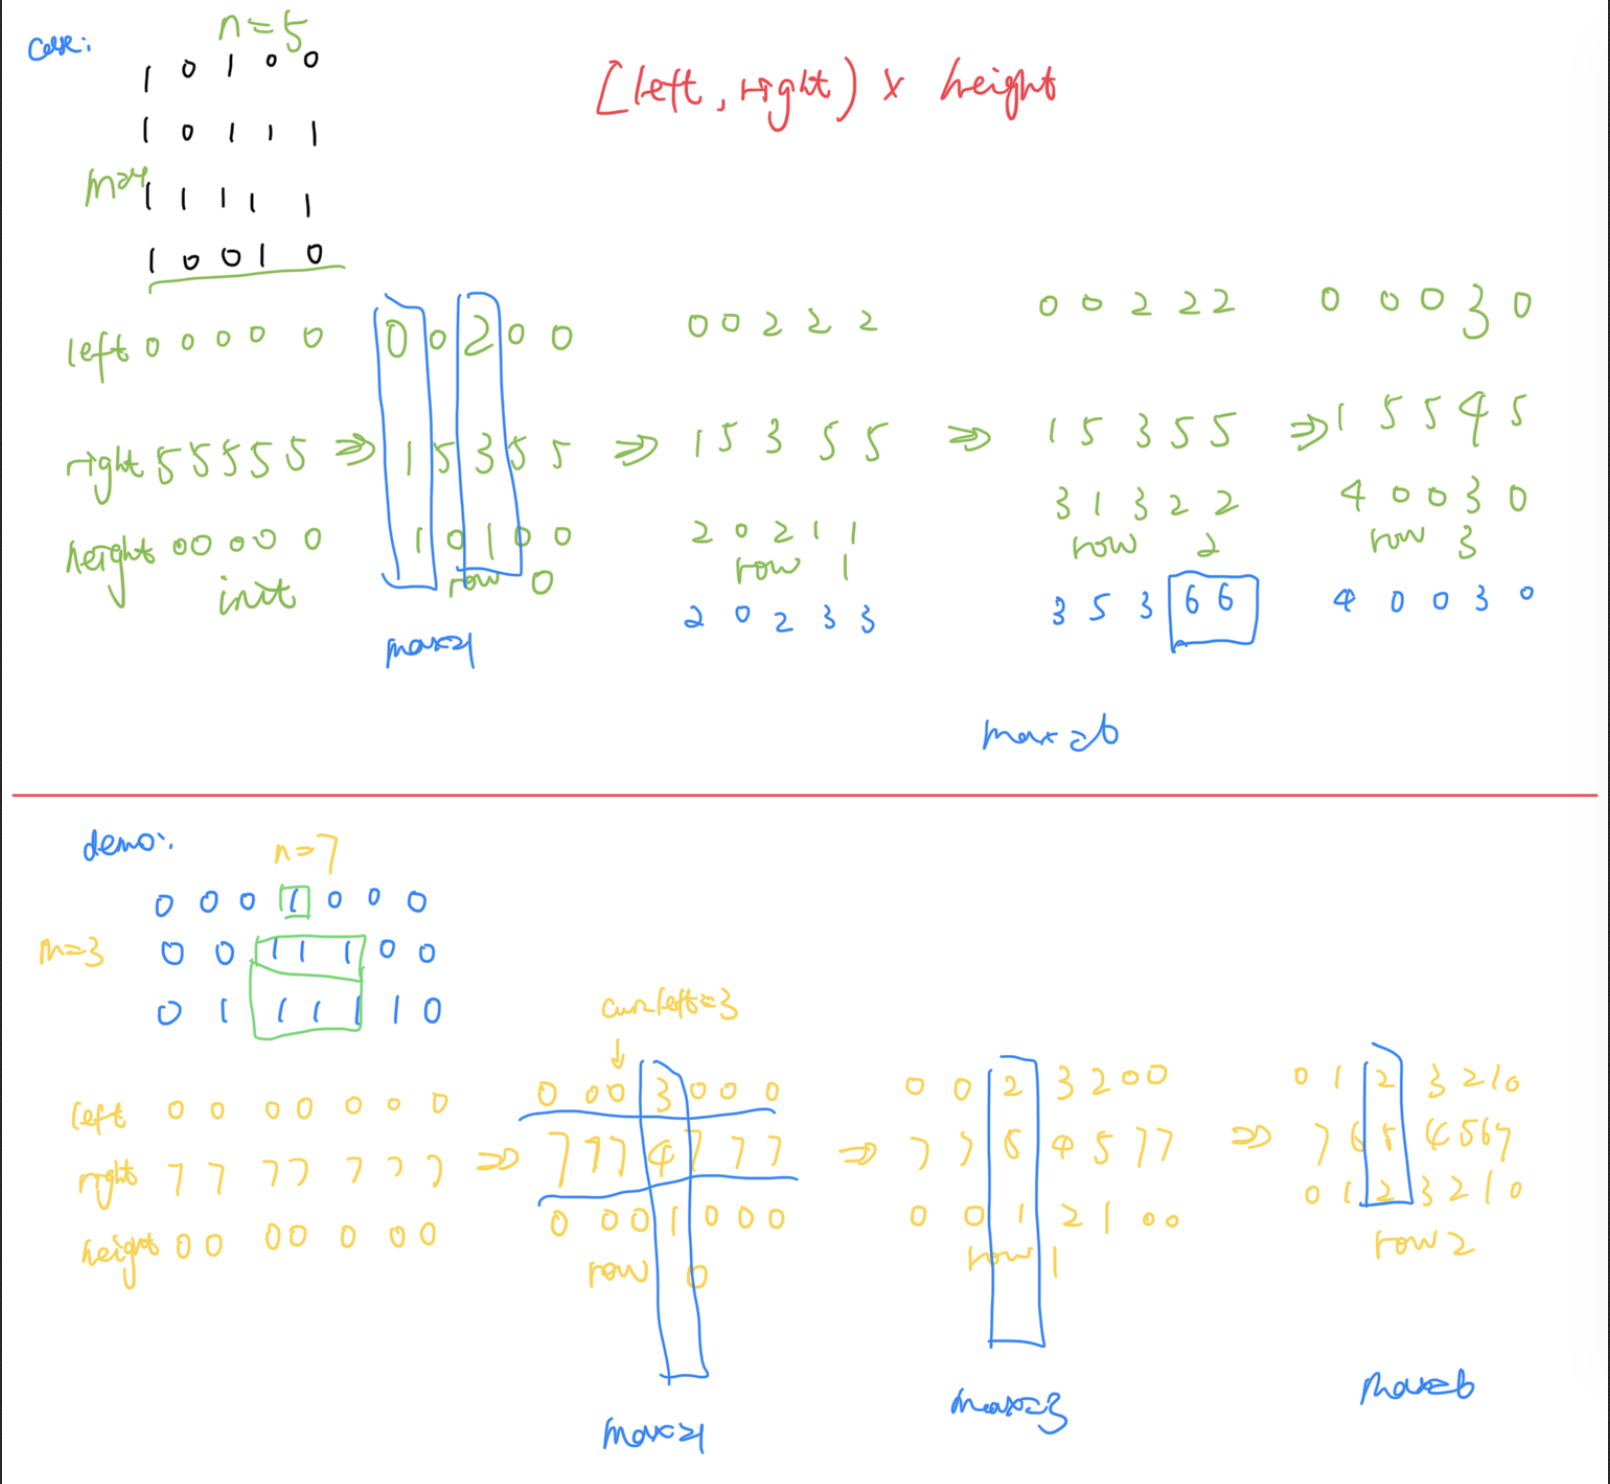 case:
n=5
1 0 1 0 0
[left, right) x height
1 0 1 1 1
m=4
1 1 1 1 1
1 0 0 1 0
left 0 0 0 0 0
0 0 2 0 0
0 0 2 2 2
0 0 2 2 2
0 0 0 3 0
right 5 5 5 5 5 ⇒ 1 5 3 5 5 ⇒ 1 5 3 5 5 ⇒ 1 5 3 5 5 ⇒ 1 5 5 4 5
height 0 0 0 0 0
1 0 1 0 0
2 0 2 1 1
3 1 3 2 2
4 0 0 3 0
init
row 0
row 1
row 2
row 3
max=1
2 0 2 3 3
3 5 3 6 6
4 0 0 3 0
max=6
demo:
n=7
0 0 0 1 0 0 0
m=3
0 0 1 1 1 0 0
0 1 1 1 1 1 0
cur_left=3
↓
left 0 0 0 0 0 0 0
0 0 0 3 0 0 0
0 0 2 3 2 0 0
0 1 2 3 2 1 0
right 7 7 7 7 7 7 7 ⇒ 7 7 7 4 7 7 7 ⇒ 7 7 5 4 5 7 7 ⇒ 7 6 5 4 5 6 7
height 0 0 0 0 0 0 0
0 0 0 1 0 0 0
0 0 1 2 1 0 0
0 1 2 3 2 1 0
row 0
row 1
row 2
max=1
max=3
max=6